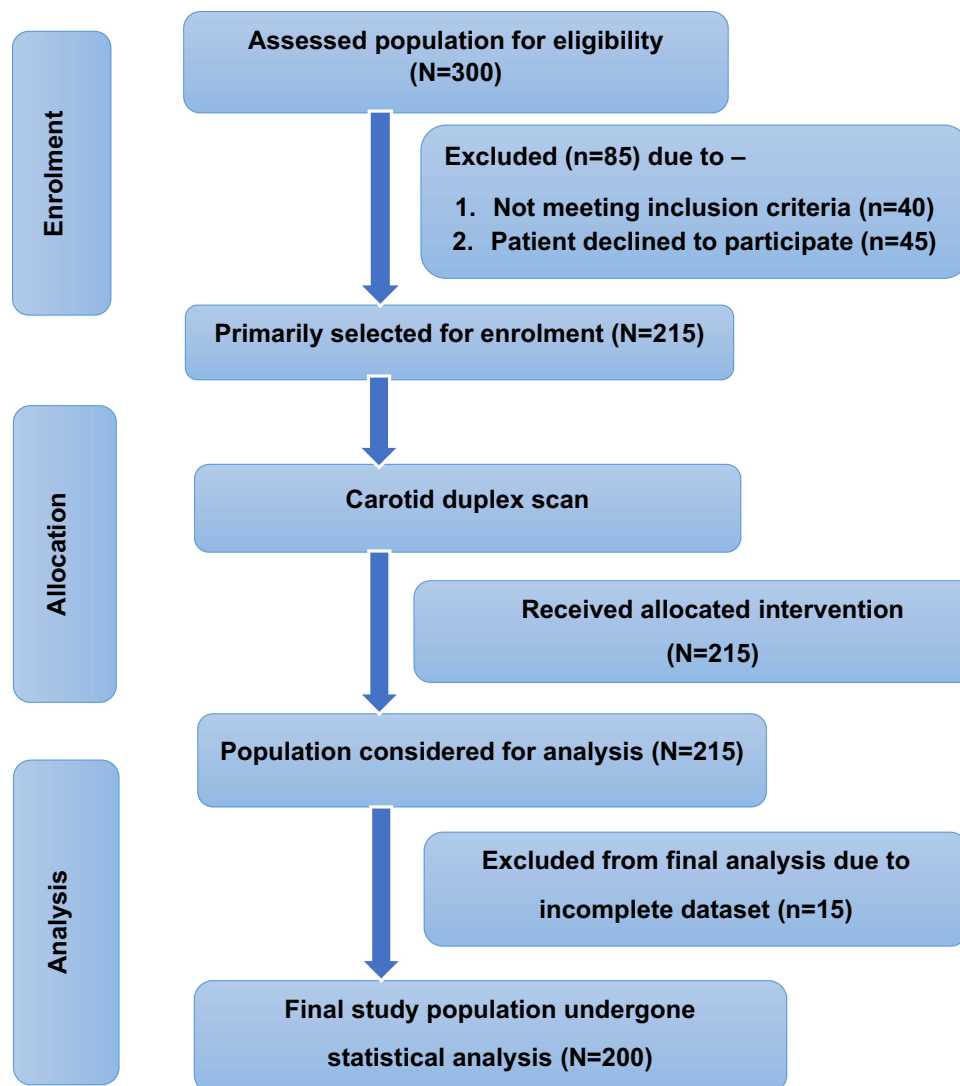 Enrolment
Assessed population for eligibility
(N=300)
Excluded (n=85) due to –
1. Not meeting inclusion criteria (n=40)
2. Patient declined to participate (n=45)
Primarily selected for enrolment (N=215)
Allocation
Carotid duplex scan
Received allocated intervention
(N=215)
Population considered for analysis (N=215)
Analysis
Excluded from final analysis due to
incomplete dataset (n=15)
Final study population undergone
statistical analysis (N=200)